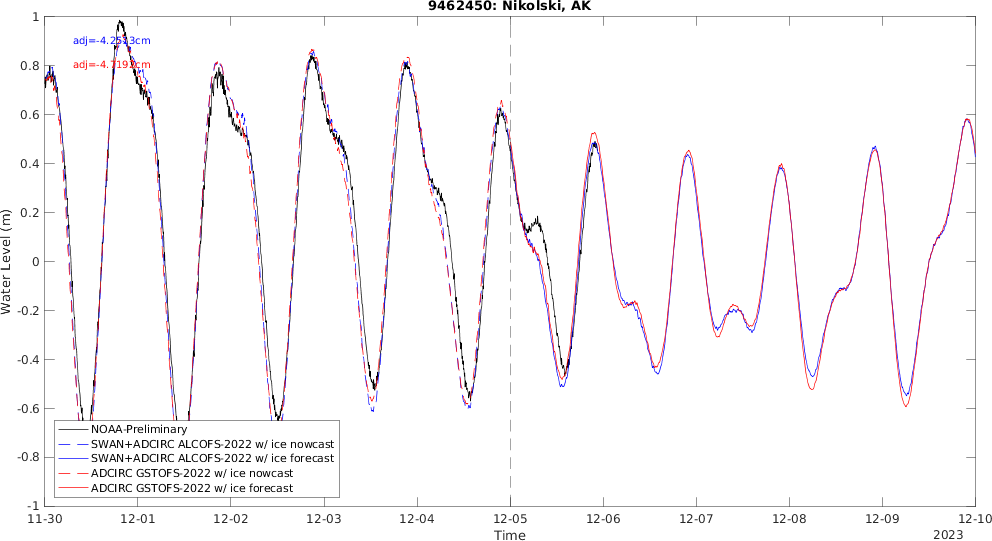 9462450: Nikolski, AK
1
0.8
0.6
0.4
0.2
0
-0.2
-0.4
-0.6
-0.8
-1
Water Level (m)
NOAA-Preliminary
SWAN+ADCIRC ALCOFS-2022 w/ ice nowcast
SWAN+ADCIRC ALCOFS-2022 w/ ice forecast
ADCIRC GSTOFS-2022 w/ ice nowcast
ADCIRC GSTOFS-2022 w/ ice forecast
11-30 12-01 12-02 12-03 12-04 12-05 12-06 12-07 12-08 12-09 12-10
Time
2023